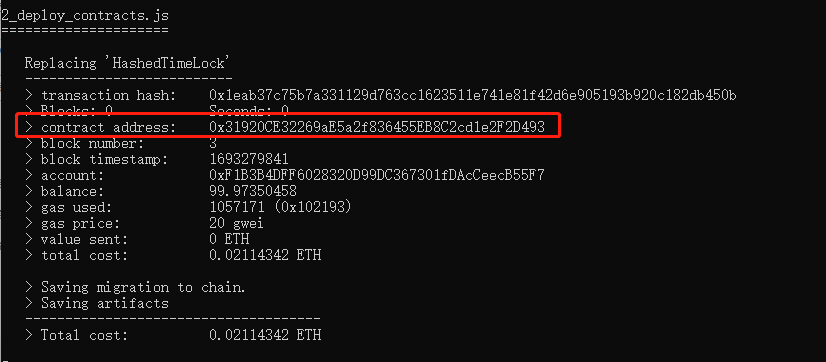 2_deploy_contracts.js
=====================
Replacing 'HashedTimeLock'
--------------------------
> transaction hash: 0x1eab37c75b7a331129d763cc1623511e741e81f42d6e905193b920c182db450b
> Blocks: 0 Seconds: 0
> contract address: 0x31920CE32269aE5a2f836455EB8C2cd1e2F2D493
> block number: 3
> block timestamp: 1693279841
> account: 0xF1B3B4DFF6028320D99DC367301fDAcCeecB55F7
> balance: 99.97350458
> gas used: 1057171 (0x102193)
> gas price: 20 gwei
> value sent: 0 ETH
> total cost: 0.02114342 ETH
> Saving migration to chain.
> Saving artifacts
-------------------------------------
> Total cost: 0.02114342 ETH